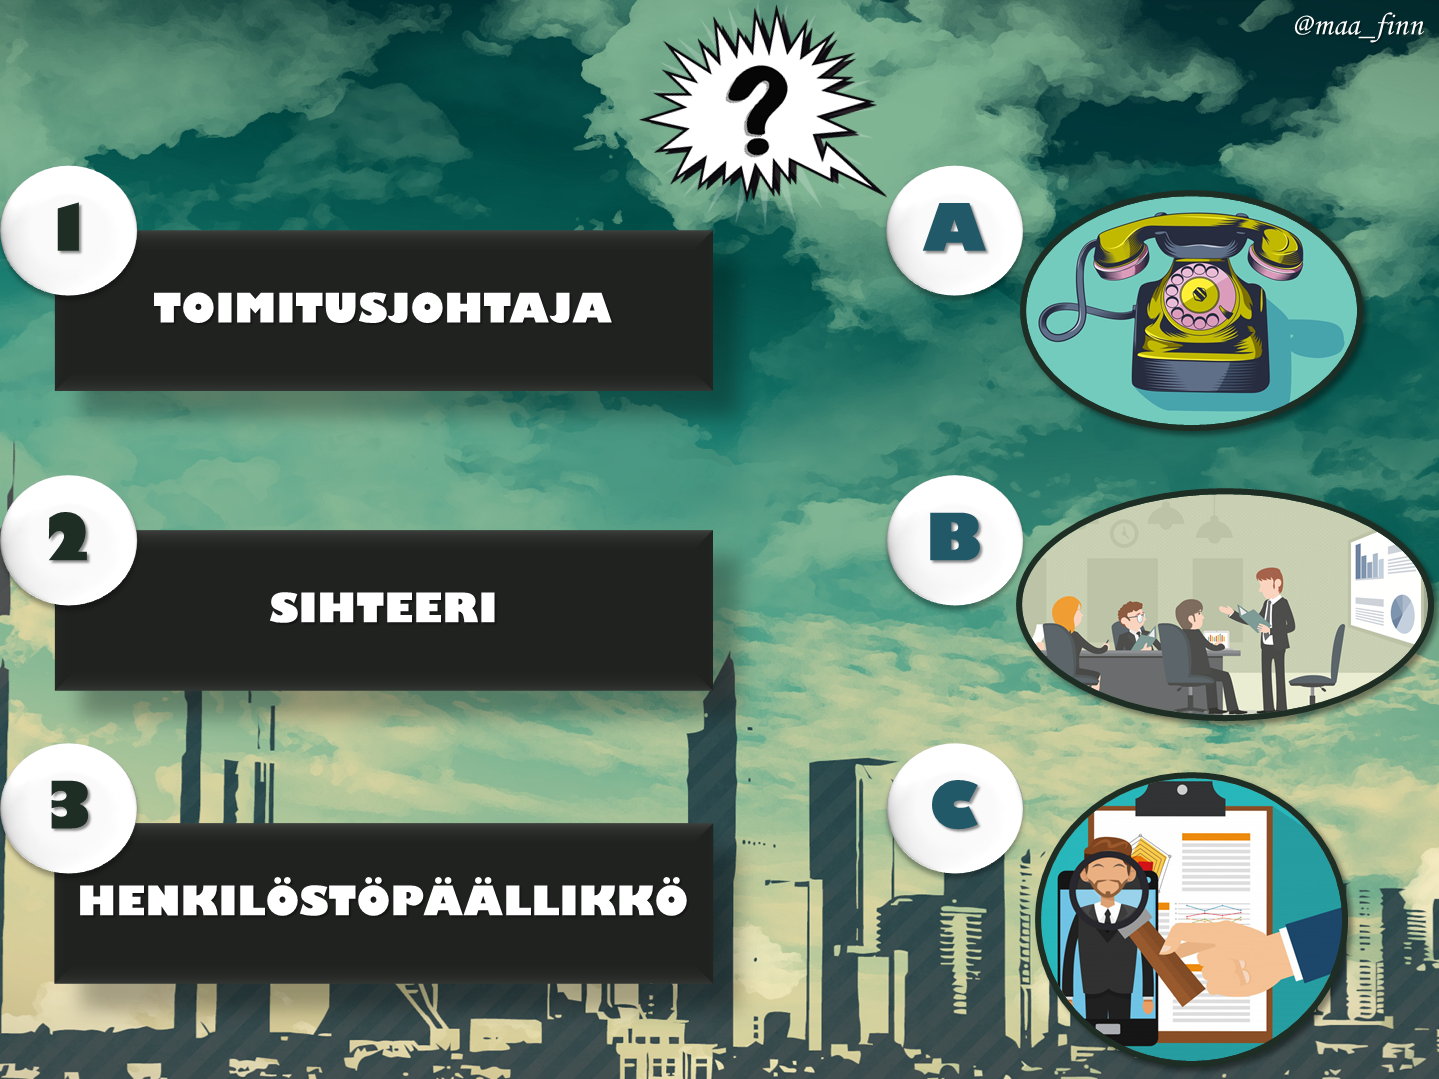 @maa_finn
?
1
TOIMITUSJOHTAJA
A
2
SIHTEERI
B
3
HENKILÖSTÖPÄÄLLIKKÖ
C